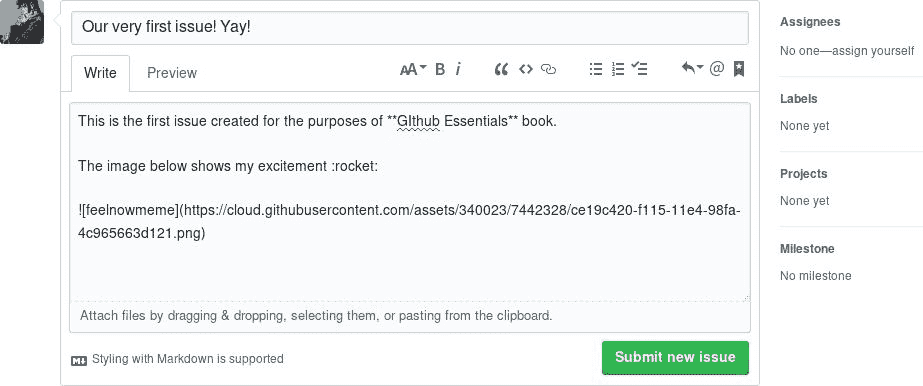 Our very first issue! Yay!
Write Preview
AA B i
This is the first issue created for the purposes of **GIthub Essentials** book.
The image below shows my excitement :rocket:
![feelnowmeme](https://cloud.githubusercontent.com/assets/340023/7442328/ce19c420-f115-11e4-98fa-
4c965663d121.png)
Attach files by dragging & dropping, selecting them, or pasting from the clipboard.
Styling with Markdown is supported
Submit new issue
Assignees
No one—assign yourself
Labels
None yet
Projects
None yet
Milestone
No milestone